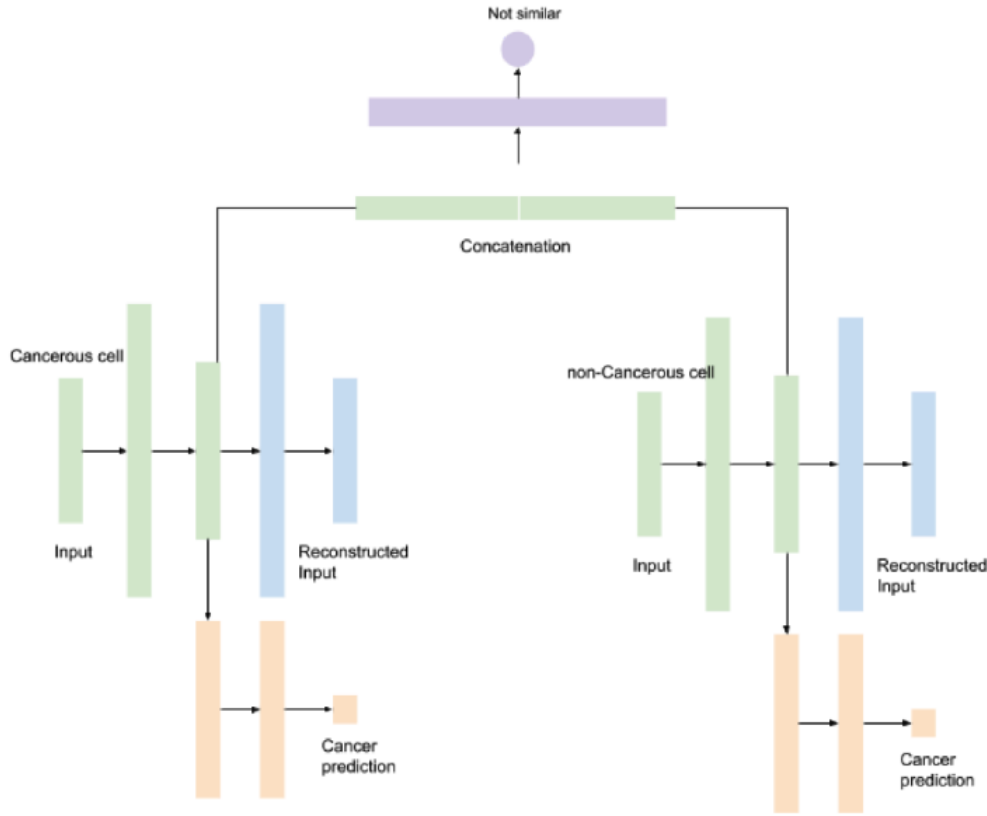 Not similar
Concatenation
Cancerous cell
Input
Reconstructed
Input
Cancer
prediction
non-Cancerous cell
Input
Reconstructed
Input
Cancer
prediction